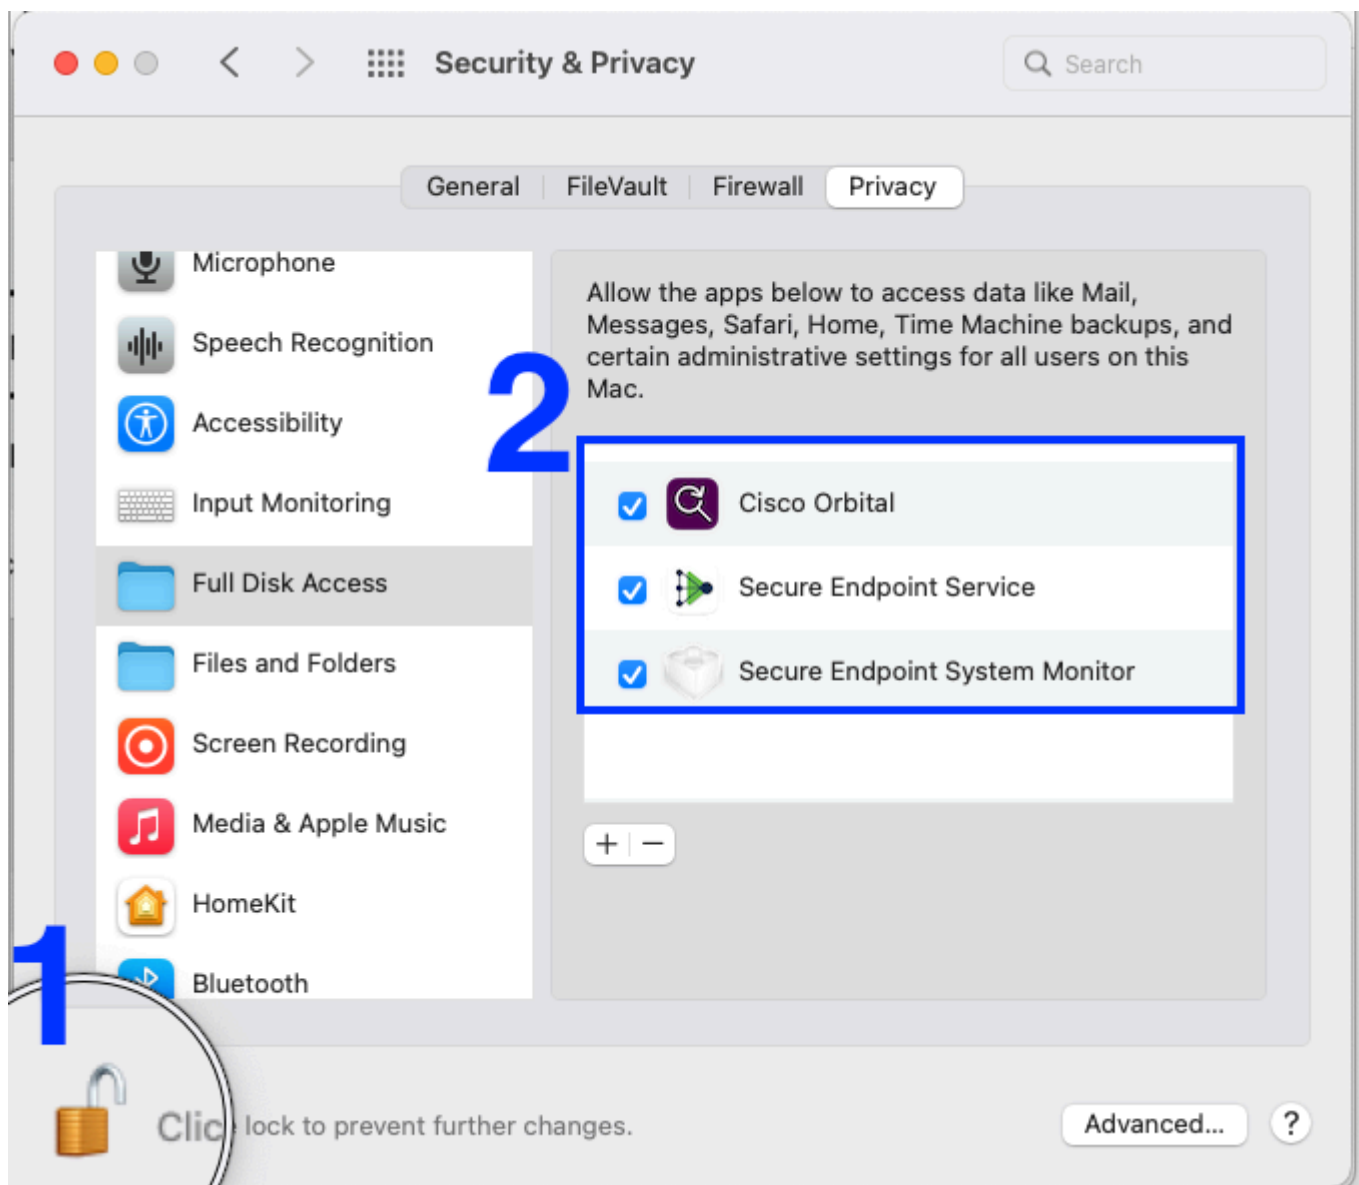 Security & Privacy
Search
General
FileVault
Firewall
Privacy
Microphone
Speech Recognition
Accessibility
Input Monitoring
Full Disk Access
Files and Folders
Screen Recording
Media & Apple Music
HomeKit
Bluetooth
Allow the apps below to access data like Mail,
Messages, Safari, Home, Time Machine backups, and
certain administrative settings for all users on this
Mac.
2
Cisco Orbital
Secure Endpoint Service
Secure Endpoint System Monitor
+ −
1
Clic lock to prevent further changes.
Advanced...
?